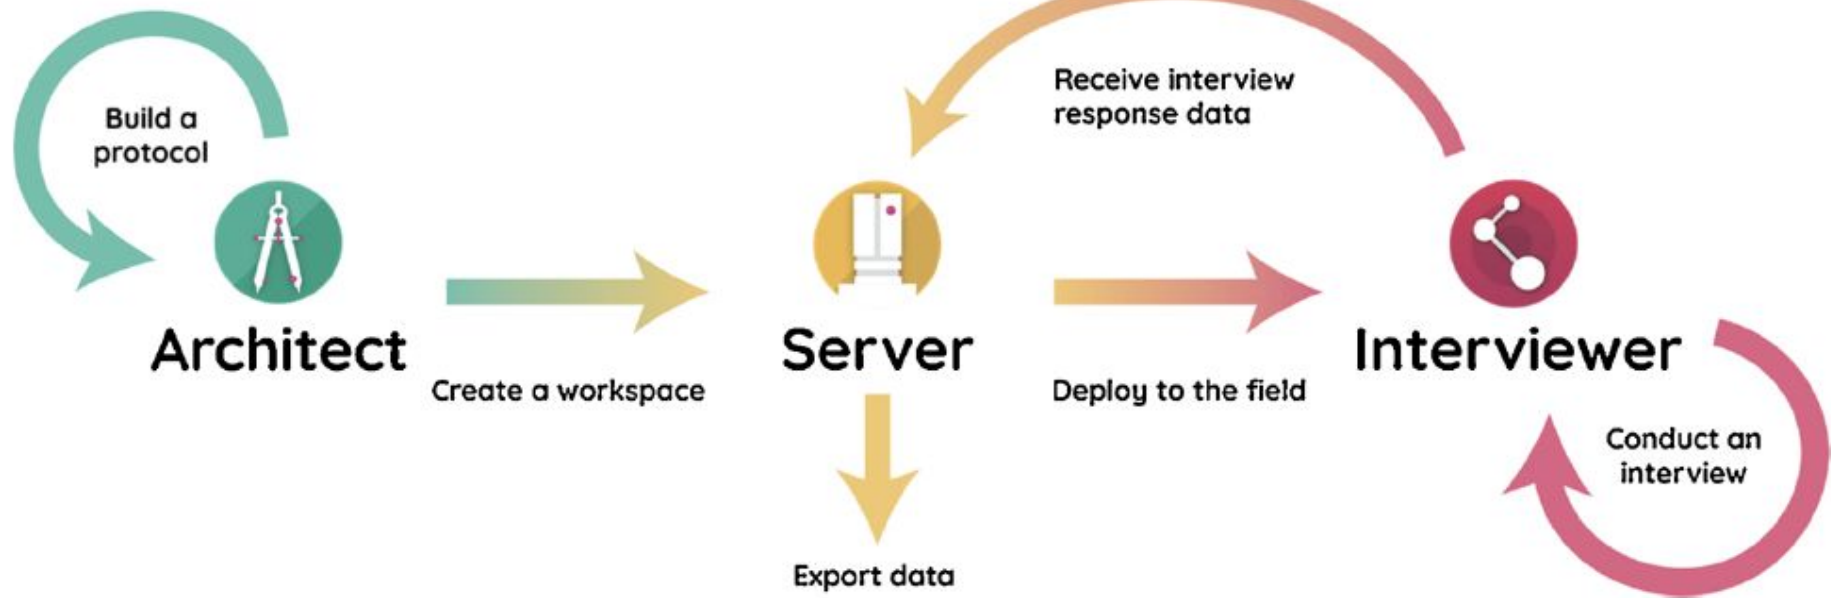 Build a
protocol
Receive interview
response data
Architect
Server
Interviewer
Create a workspace
Deploy to the field
Conduct an
interview
Export data